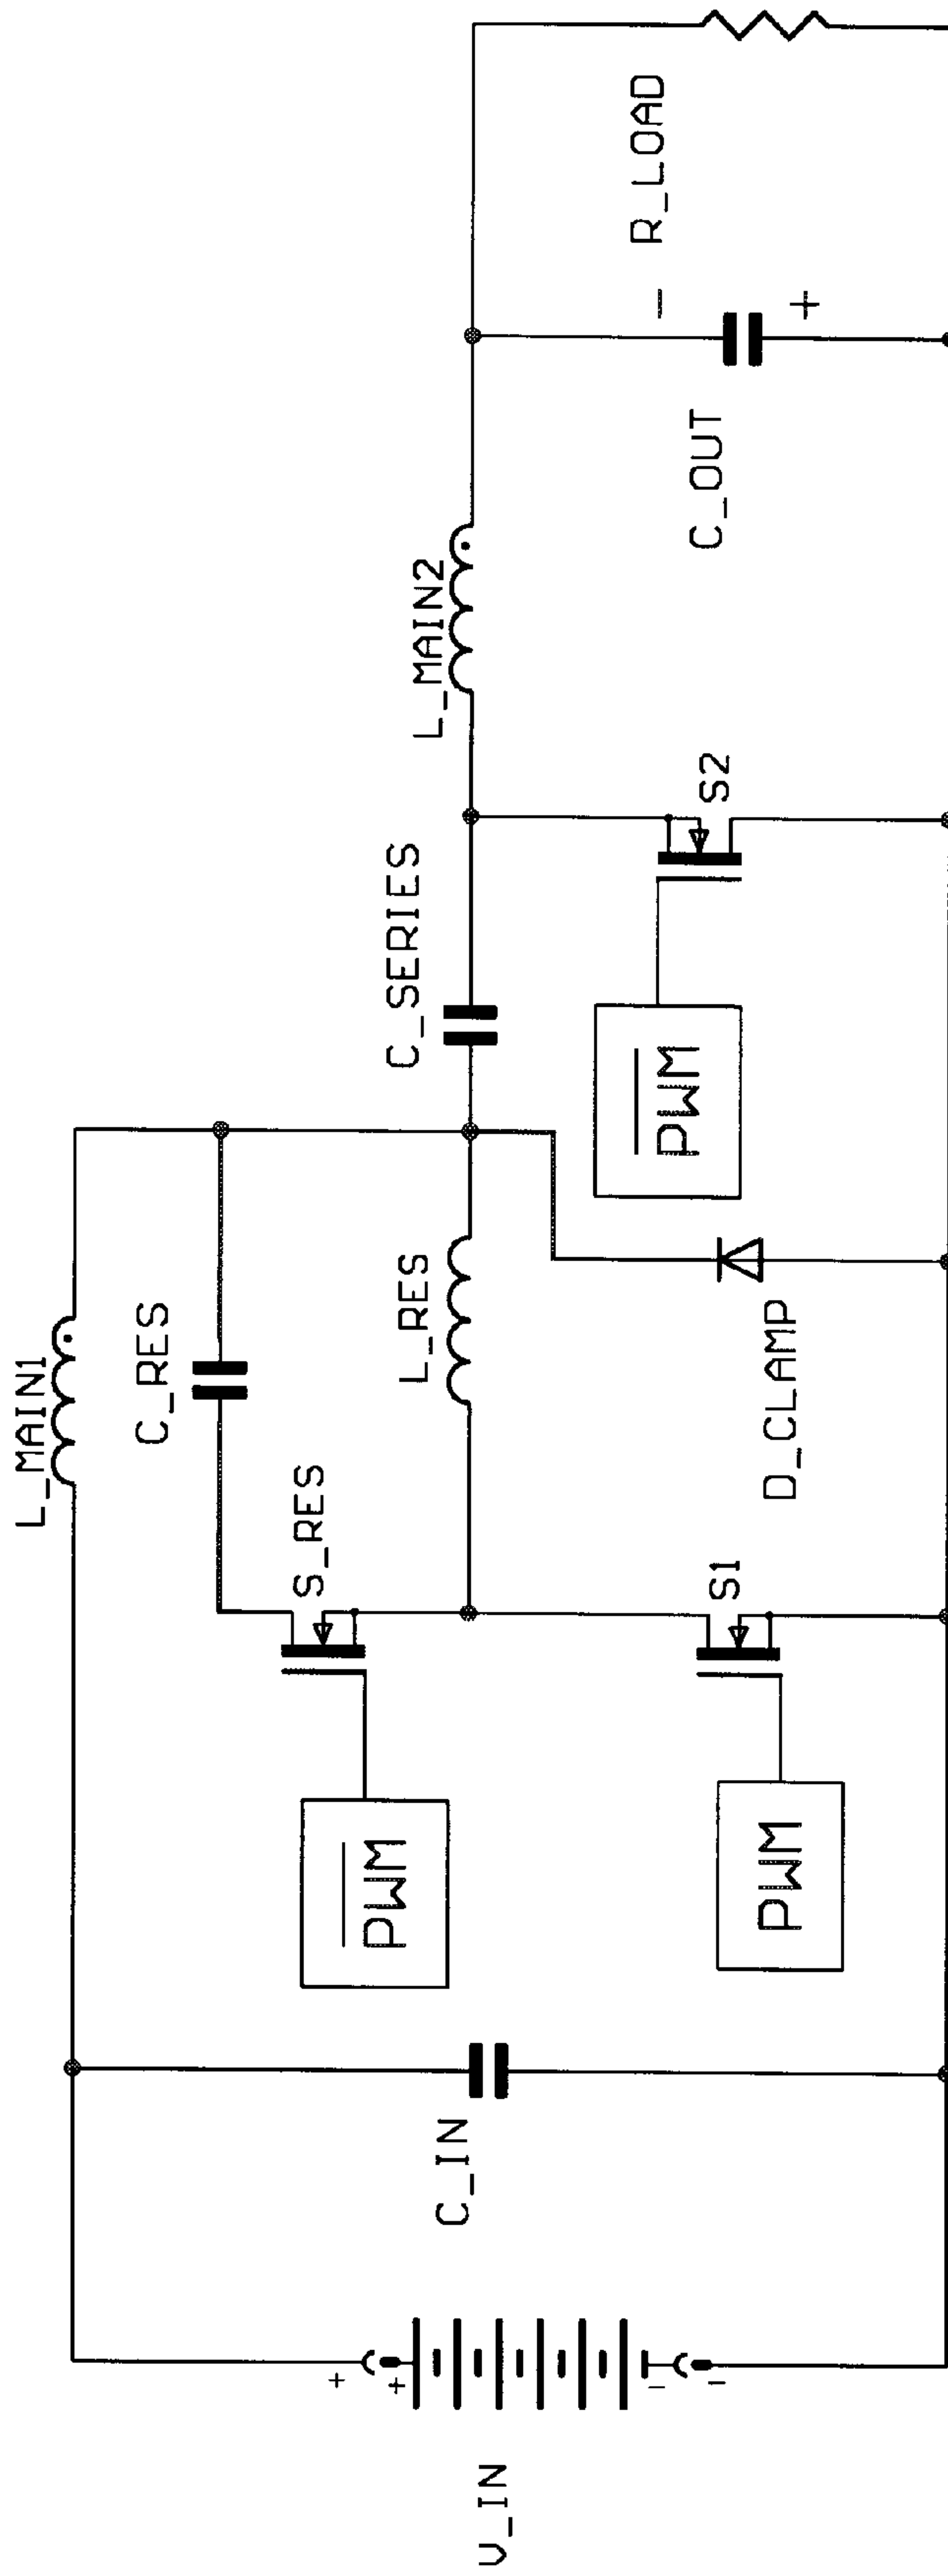 L_MAIN1
C_RES
S_RES
PWM
L_RES
C_SERIES
L_MAIN2
V_IN
+
+
-
-
C_IN
PWM
S1
D_CLAMP
PWM
S2
C_OUT
-
+
R_LOAD